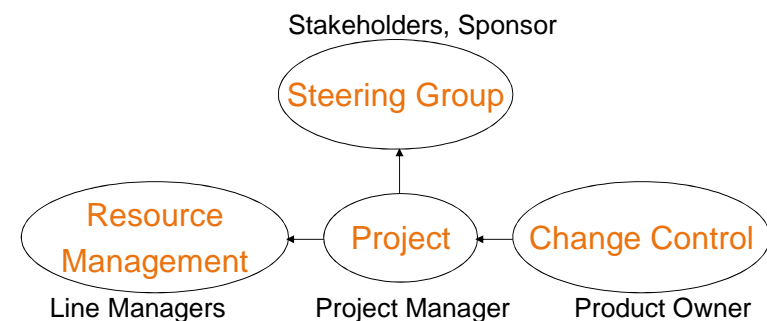 Stakeholders, Sponsor
Steering Group
Resource
Management
Project
Change Control
Line Managers
Project Manager
Product Owner